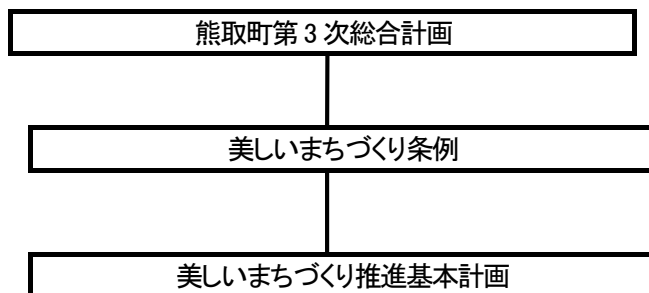 熊取町第3次総合計画
美しいまちづくり条例
美しいまちづくり推進基本計画